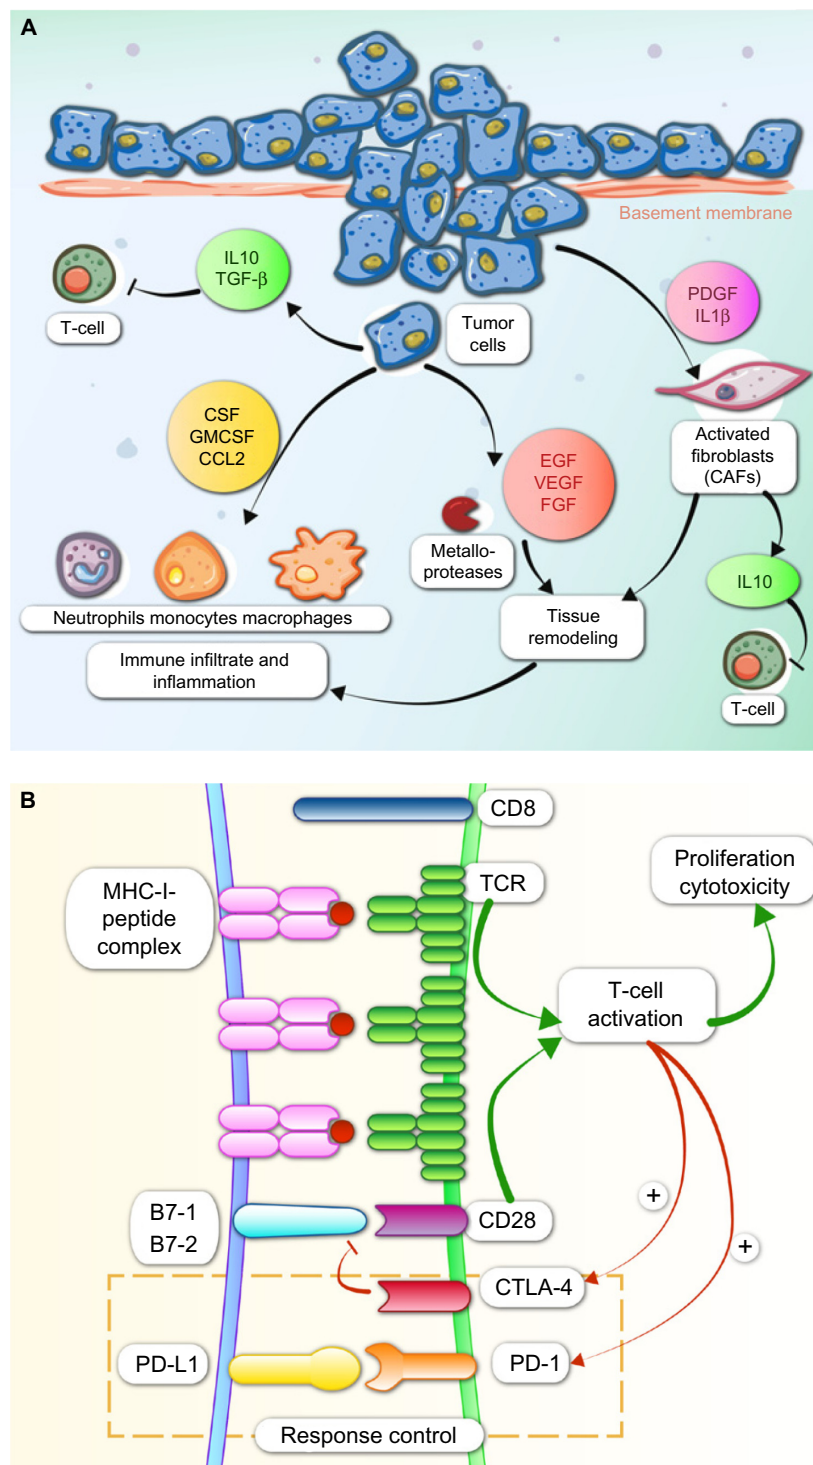 A
Basement membrane
IL10
TGF-β
T-cell
PDGF
IL1β
Tumor
cells
CSF
GMCSF
CCL2
Activated
fibroblasts
(CAFs)
EGF
VEGF
FGF
Metallo-
proteases
IL10
Neutrophils monocytes macrophages
Tissue
remodeling
Immune infiltrate and
inflammation
T-cell
B
CD8
MHC-I-
peptide
complex
TCR
Proliferation
cytotoxicity
T-cell
activation
B7-1
B7-2
CD28
+
+
CTLA-4
PD-L1
PD-1
Response control